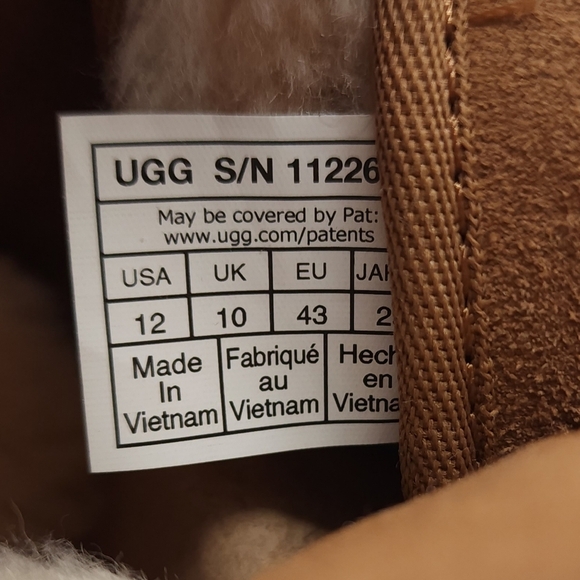 UGG S/N 11226
May be covered by Pat:
www.ugg.com/patents
USA UK EU
12 10 43
Made Fabriqué
In au en
Vietnam Vietnam